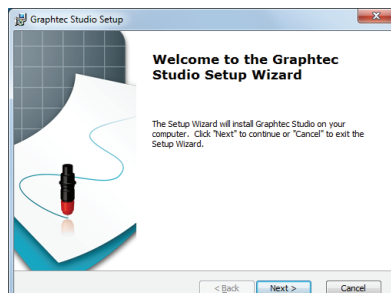 Graphtec Studio Setup
Welcome to the Graphtec
Studio Setup Wizard
The Setup Wizard will install Graphtec Studio on your
computer. Click "Next" to continue or "Cancel" to exit the
Setup Wizard.
< Back Next > Cancel